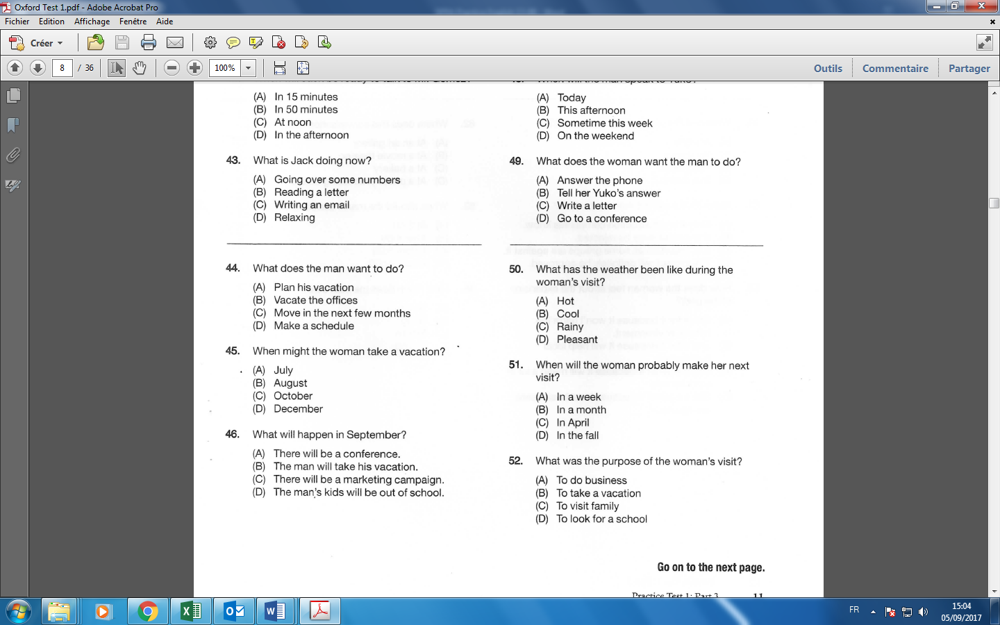 Oxford Test 1.pdf - Adobe Acrobat Pro
Fichier Edition Affichage Fenêtre Aide
Créer
8 / 36 100% Outils Commentaire Partager
(A) In 15 minutes
(B) In 50 minutes
(C) At noon
(D) In the afternoon
43. What is Jack doing now?
(A) Going over some numbers
(B) Reading a letter
(C) Writing an email
(D) Relaxing
44. What does the man want to do?
(A) Plan his vacation
(B) Vacate the offices
(C) Move in the next few months
(D) Make a schedule
45. When might the woman take a vacation?
(A) July
(B) August
(C) October
(D) December
46. What will happen in September?
(A) There will be a conference.
(B) The man will take his vacation.
(C) There will be a marketing campaign.
(D) The man's kids will be out of school.
When will the man speak to Yuko?
(A) Today
(B) This afternoon
(C) Sometime this week
(D) On the weekend
49. What does the woman want the man to do?
(A) Answer the phone
(B) Tell her Yuko's answer
(C) Write a letter
(D) Go to a conference
50. What has the weather been like during the
woman's visit?
(A) Hot
(B) Cool
(C) Rainy
(D) Pleasant
51. When will the woman probably make her next
visit?
(A) In a week
(B) In a month
(C) In April
(D) In the fall
52. What was the purpose of the woman's visit?
(A) To do business
(B) To take a vacation
(C) To visit family
(D) To look for a school
Go on to the next page.
Practice Test 1: Part 3 11
FR
15:04
05/09/2017